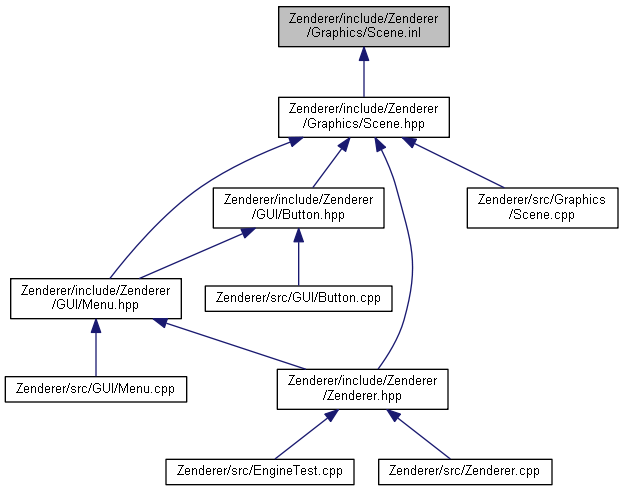 Zenderer/include/Zenderer
/Graphics/Scene.inl
Zenderer/include/Zenderer
/Graphics/Scene.hpp
Zenderer/include/Zenderer
/GUI/Button.hpp
Zenderer/src/Graphics
/Scene.cpp
Zenderer/include/Zenderer
/GUI/Menu.hpp
Zenderer/src/GUI/Button.cpp
Zenderer/src/GUI/Menu.cpp
Zenderer/include/Zenderer
/Zenderer.hpp
Zenderer/src/EngineTest.cpp
Zenderer/src/Zenderer.cpp